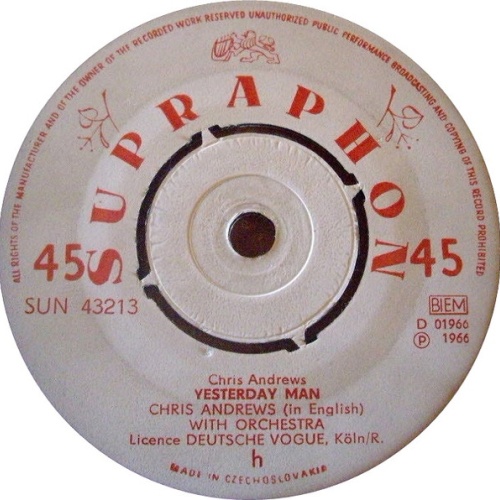 ALL RIGHTS OF THE MANUFACTURER AND OF THE OWNER OF THE RECORDED WORK RESERVED UNAUTHORIZED PUBLIC PERFORMANCE BROADCASTING AND COPYING OF THIS RECORD PROHIBITED
SUPRAPHON
45 45
SUN 43213
BIEM
D 01966
Ⓟ 1966
Chris Andrews
YESTERDAY MAN
CHRIS ANDREWS (in English)
WITH ORCHESTRA
Licence DEUTSCHE VOGUE, Köln/R.
h
MADE IN CZECHOSLOVAKIA